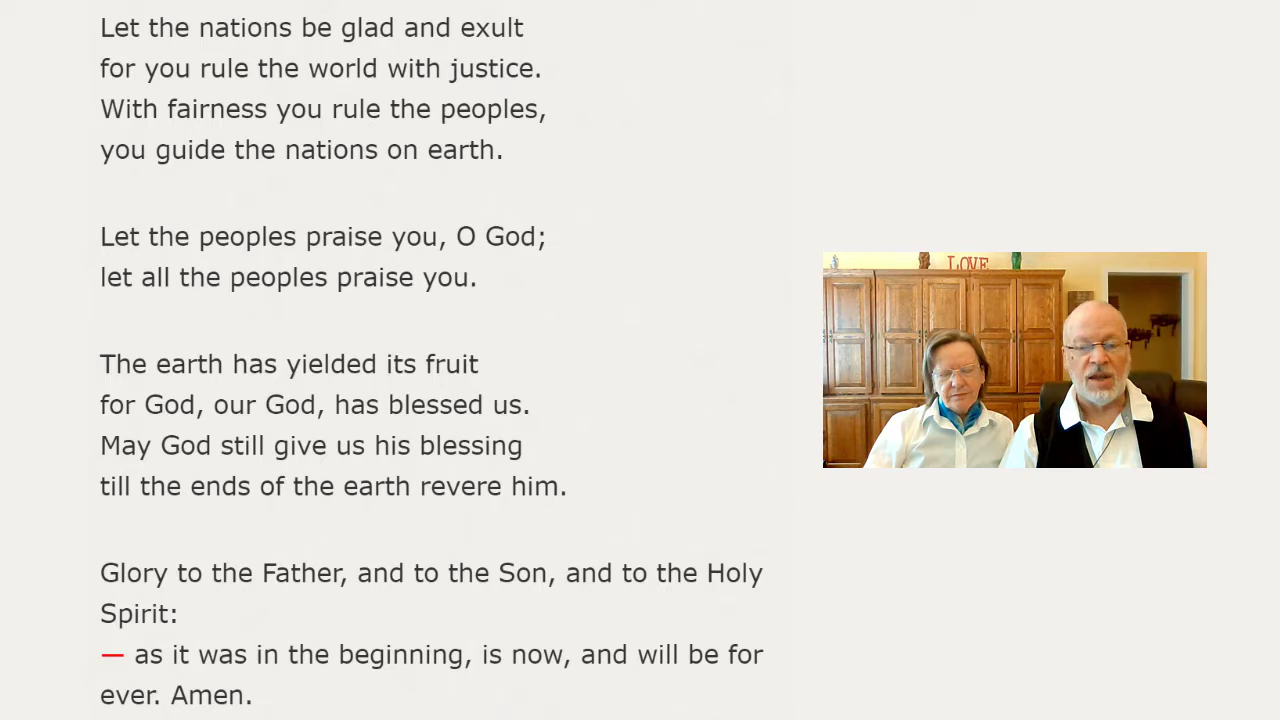 Let the nations be glad and exult
for you rule the world with justice.
With fairness you rule the peoples,
you guide the nations on earth.
Let the peoples praise you, O God;
let all the peoples praise you.
The earth has yielded its fruit
for God, our God, has blessed us.
May God still give us his blessing
till the ends of the earth revere him.
Glory to the Father, and to the Son, and to the Holy
Spirit:
— as it was in the beginning, is now, and will be for
ever. Amen.
LOVE